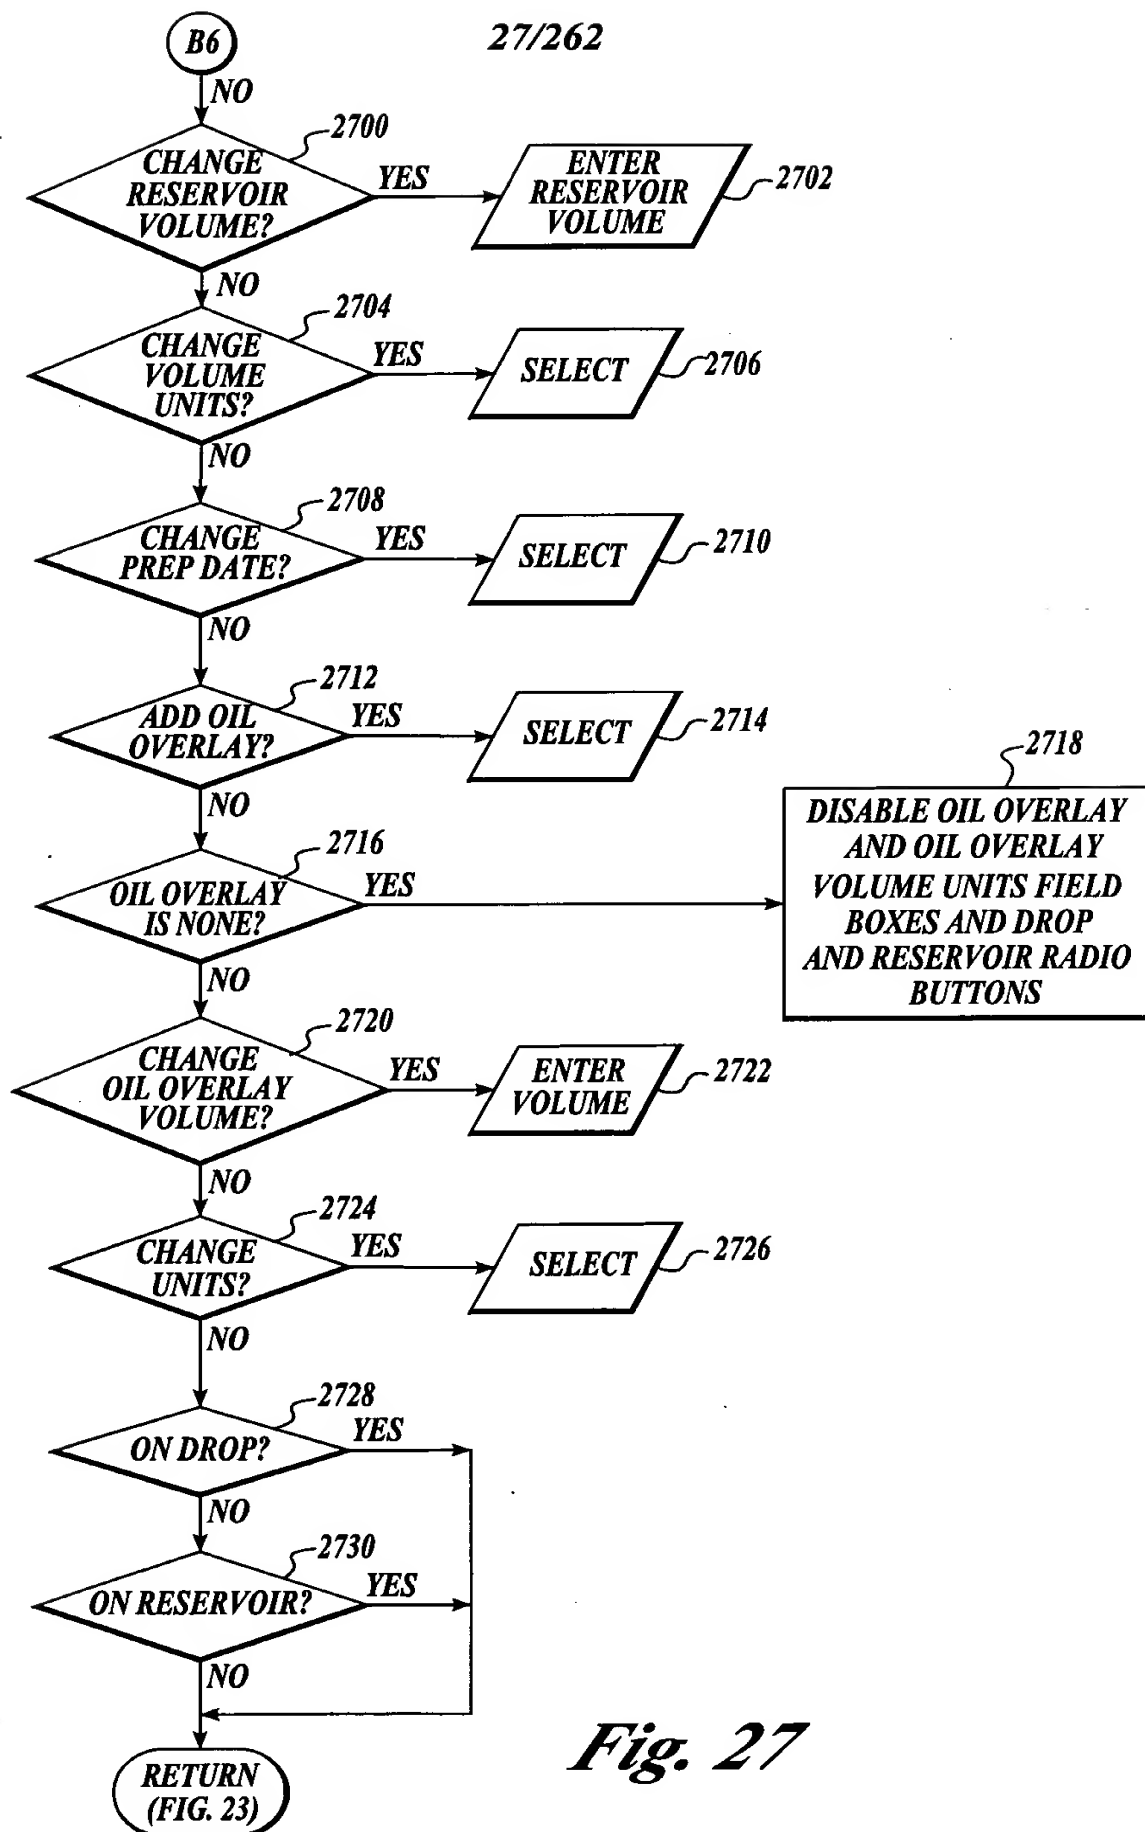 B6
27/262
NO
2700
CHANGE
RESERVOIR
VOLUME?
YES
ENTER
RESERVOIR
VOLUME
2702
NO
2704
CHANGE
VOLUME
UNITS?
YES
SELECT
2706
NO
2708
CHANGE
PREP DATE?
YES
SELECT
2710
NO
2712
ADD OIL
OVERLAY?
YES
SELECT
2714
NO
2716
OIL OVERLAY
IS NONE?
YES
2718
DISABLE OIL OVERLAY
AND OIL OVERLAY
VOLUME UNITS FIELD
BOXES AND DROP
AND RESERVOIR RADIO
BUTTONS
NO
2720
CHANGE
OIL OVERLAY
VOLUME?
YES
ENTER
VOLUME
2722
NO
2724
CHANGE
UNITS?
YES
SELECT
2726
NO
2728
ON DROP?
YES
NO
2730
ON RESERVOIR?
YES
NO
RETURN
(FIG. 23)
Fig. 27